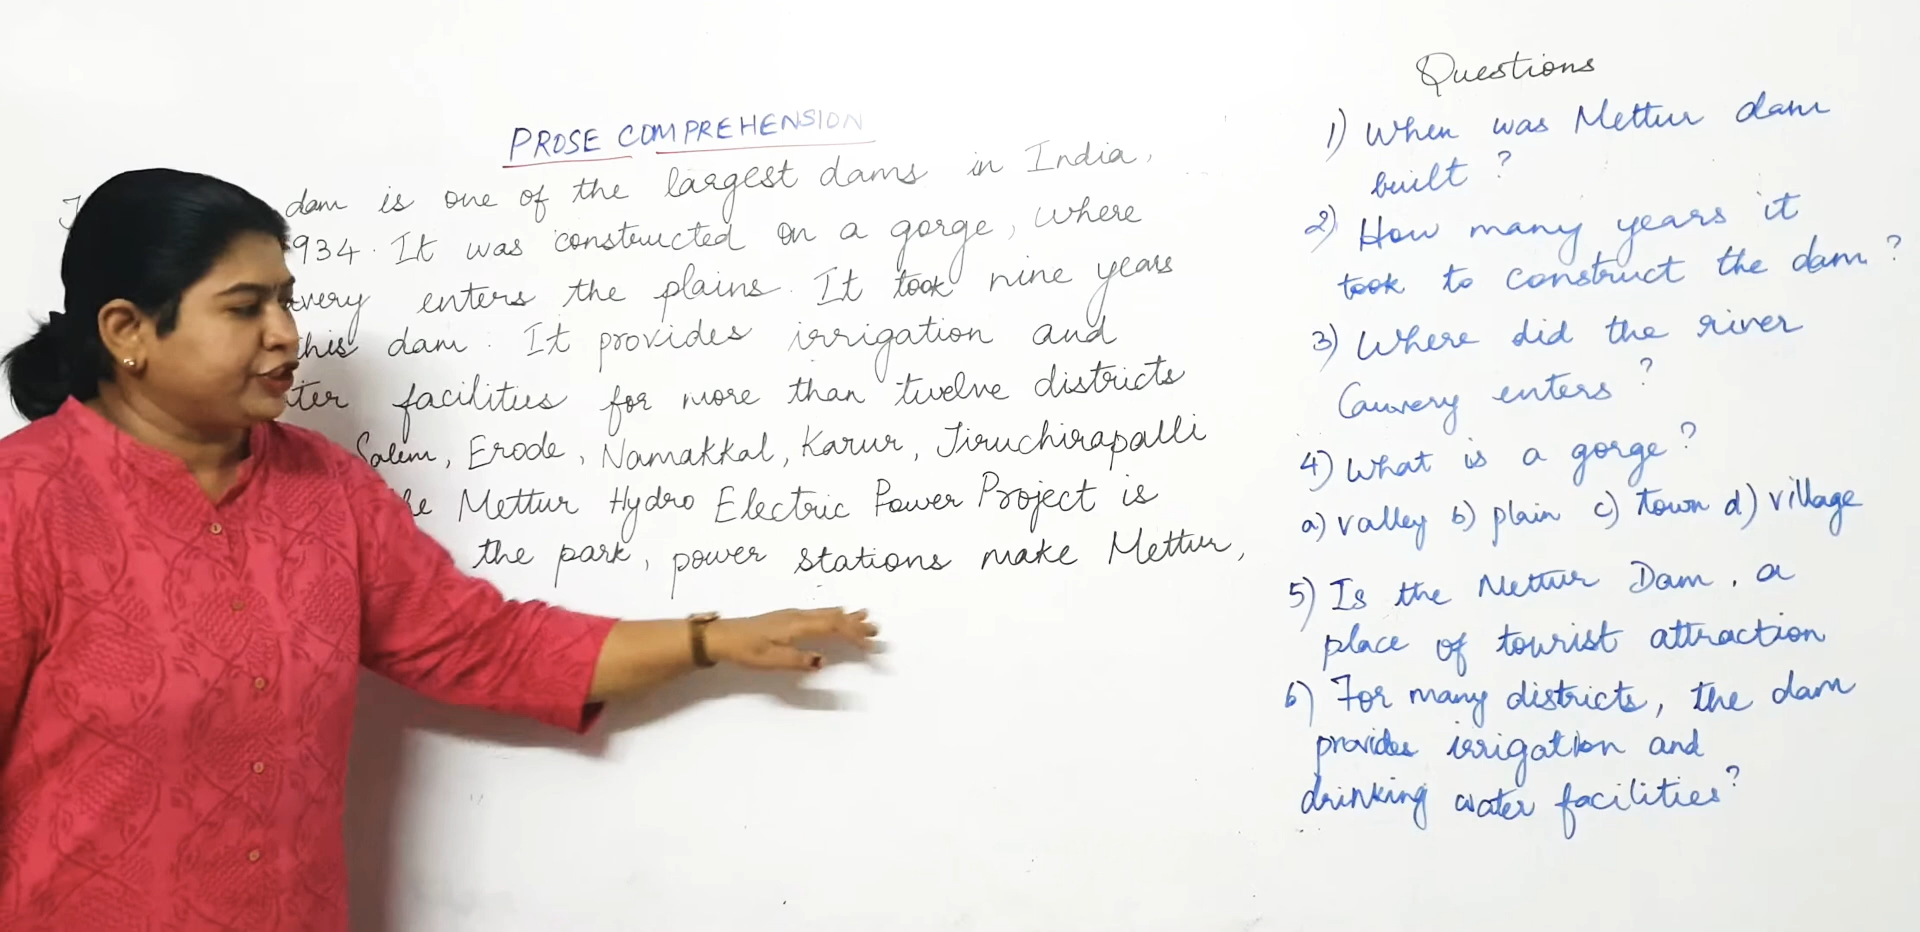 PROSE COMPREHENSION
dam is one of the largest dams in India,
934. It was constructed on a gorge, where
enters the plains. It took nine years
this dam. It provides irrigation and
facilities for more than twelve districts
Salem, Erode, Namakkal, Karur, Tiruchirapalli
Mettur Hydro Electric Power Project is
the park, power stations make Mettur,
Questions
1) When was Mettur dam
built?
2) How many years it
took to construct the dam?
3) Where did the river
Cauvery enters?
4) What is a gorge?
a) valley b) plain c) town d) village
5) Is the Mettur Dam, a
place of tourist attraction
6) For many districts, the dam
provides irrigation and
drinking water facilities?